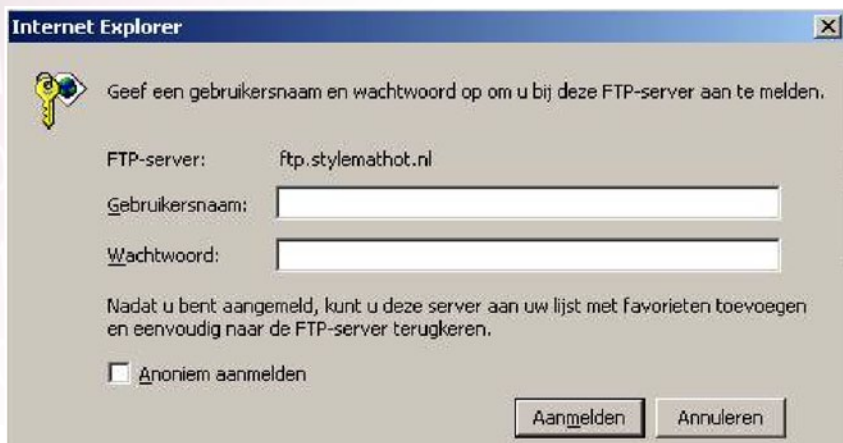 Internet Explorer
Geef een gebruikersnaam en wachtwoord op om u bij deze FTP-server aan te melden.
FTP-server: ftp.stylemathot.nl
Gebruikersnaam:
Wachtwoord:
Nadat u bent aangemeld, kunt u deze server aan uw lijst met favorieten toevoegen
en eenvoudig naar de FTP-server terugkeren.
Anoniem aanmelden
Aanmelden Annuleren